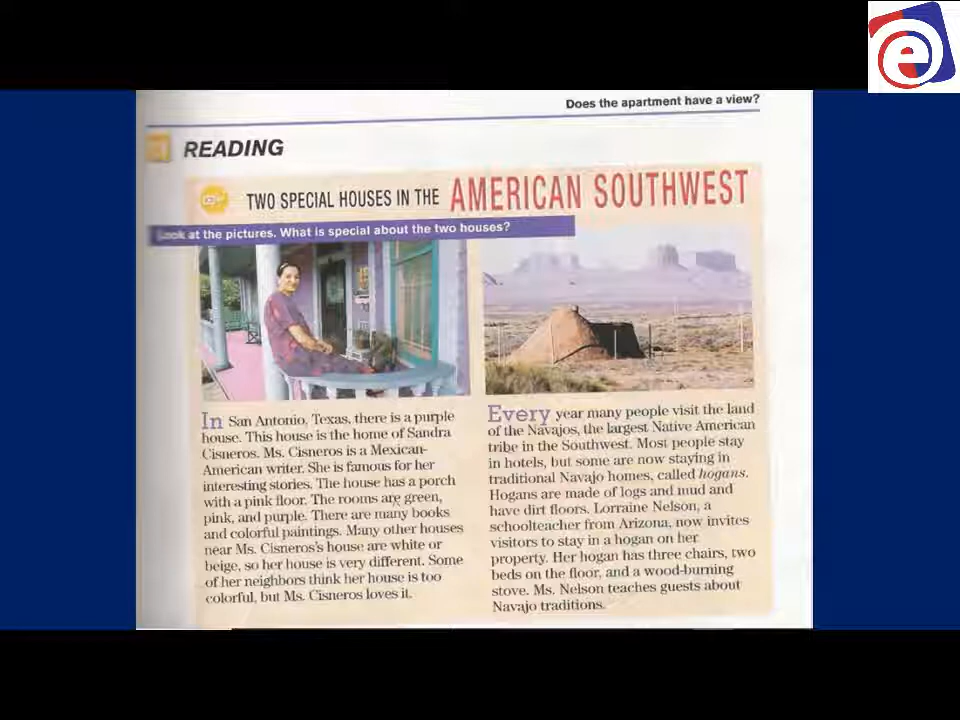 Does the apartment have a view?
READING
TWO SPECIAL HOUSES IN THE AMERICAN SOUTHWEST
Look at the pictures. What is special about the two houses?
In San Antonio, Texas, there is a purple
house. This house is the home of Sandra
Cisneros. Ms. Cisneros is a Mexican-
American writer. She is famous for her
interesting stories. The house has a porch
with a pink floor. The rooms are green,
pink, and purple. There are many books
and colorful paintings. Many other houses
near Ms. Cisneros's house are white or
beige, so her house is very different. Some
of her neighbors think her house is too
colorful, but Ms. Cisneros loves it.
Every year many people visit the land
of the Navajos, the largest Native American
tribe in the Southwest. Most people stay
in hotels, but some are now staying in
traditional Navajo homes, called hogans.
Hogans are made of logs and mud and
have dirt floors. Lorraine Nelson, a
schoolteacher from Arizona, now invites
visitors to stay in a hogan on her
property. Her hogan has three chairs, two
beds on the floor, and a wood-burning
stove. Ms. Nelson teaches guests about
Navajo traditions.
e